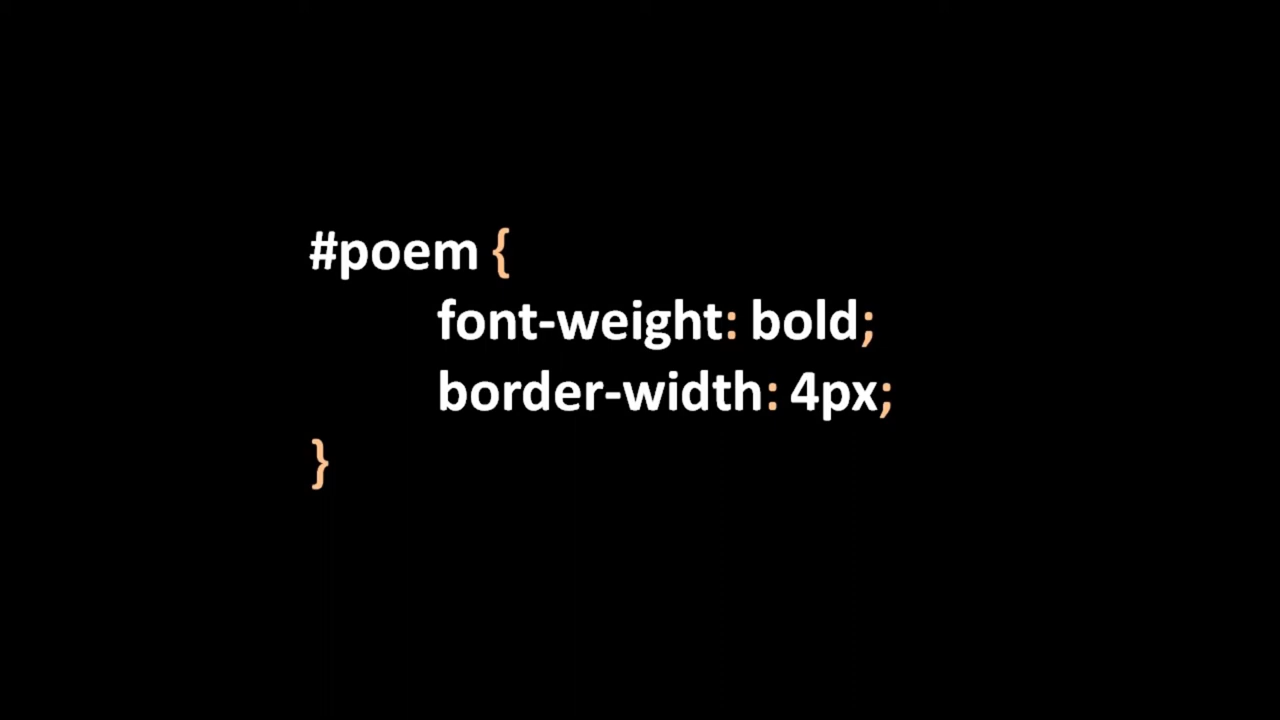 #poem {
font-weight: bold;
border-width: 4px;
}